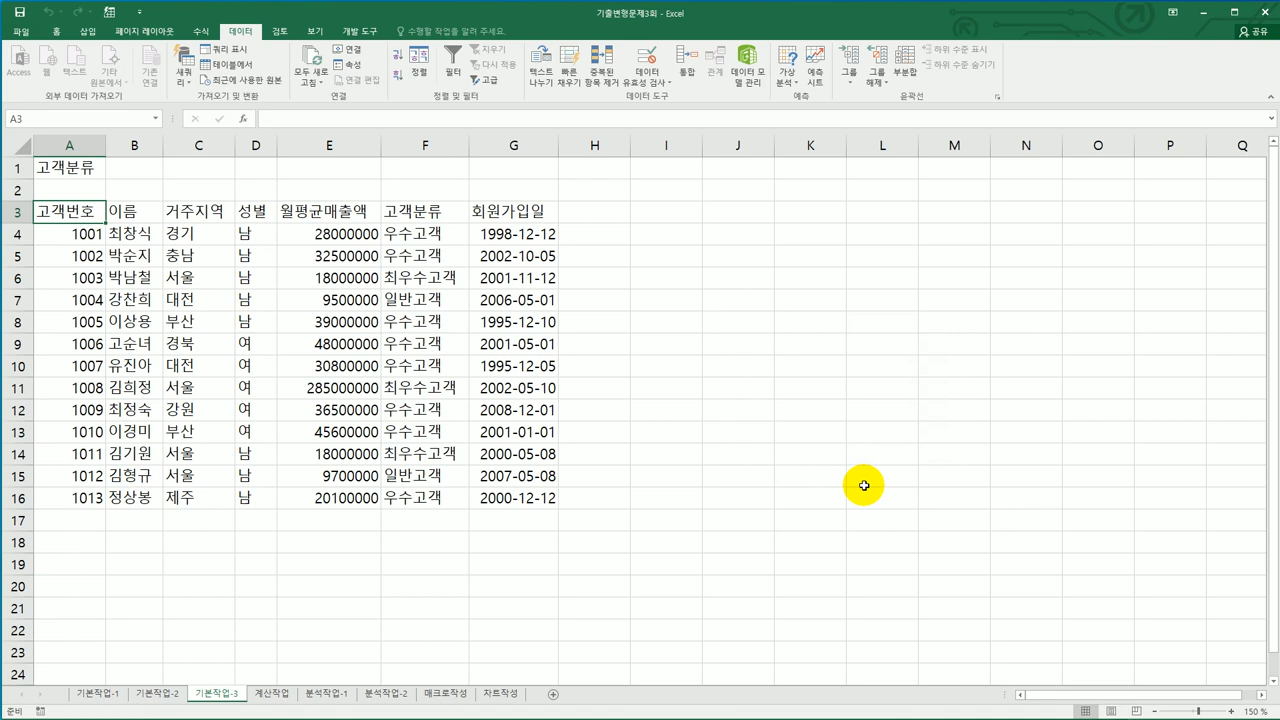 기출변형문제3회 - Excel
파일 홈 삽입 페이지 레이아웃 수식 데이터 검토 보기 개발 도구 수행할 작업을 알려 주세요. 공유
Access 웹 텍스트 기타 원본에서 기존 연결 새쿼리 쿼리 표시 테이블에서 최근에 사용한 원본 모두 새로 고침 연결 속성 연결 편집 정렬 필터 지우기 다시 적용 고급 텍스트 나누기 빠른 채우기 중복된 항목 제거 데이터 유효성 검사 통합 관계 데이터 모델 관리 가상 분석 예측 시트 그룹 그룹 해제 부분합 하위 수준 표시 하위 수준 숨기기
외부 데이터 가져오기 가져오기 및 변환 연결 정렬 및 필터 데이터 도구 예측 윤곽선
A3 fx
A B C D E F G H I J K L M N O P Q
1 고객분류
2
3 고객번호 이름 거주지역 성별 월평균매출액 고객분류 회원가입일
4 1001 최창식 경기 남 28000000 우수고객 1998-12-12
5 1002 박순지 충남 남 32500000 우수고객 2002-10-05
6 1003 박남철 서울 남 18000000 최우수고객 2001-11-12
7 1004 강찬희 대전 남 9500000 일반고객 2006-05-01
8 1005 이상용 부산 남 39000000 우수고객 1995-12-10
9 1006 고순녀 경북 여 48000000 우수고객 2001-05-01
10 1007 유진아 대전 여 30800000 우수고객 1995-12-05
11 1008 김희정 서울 여 285000000 최우수고객 2002-05-10
12 1009 최정숙 강원 여 36500000 우수고객 2008-12-01
13 1010 이경미 부산 여 45600000 우수고객 2001-01-01
14 1011 김기원 서울 남 18000000 최우수고객 2000-05-08
15 1012 김형규 서울 남 9700000 일반고객 2007-05-08
16 1013 정상봉 제주 남 20100000 우수고객 2000-12-12
17
18
19
20
21
22
23
24
기본작업-1 기본작업-2 기본작업-3 계산작업 분석작업-1 분석작업-2 매크로작성 차트작성
준비 150 %